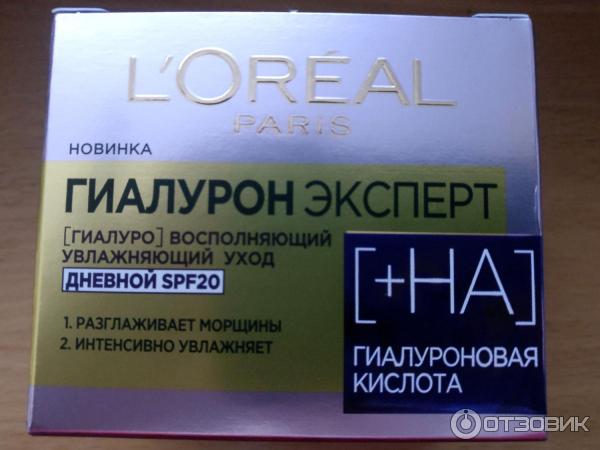 L'ORÉAL
PARIS
НОВИНКА
ГИАЛУРОН ЭКСПЕРТ
[ГИАЛУРО] ВОСПОЛНЯЮЩИЙ
УВЛАЖНЯЮЩИЙ УХОД
ДНЕВНОЙ SPF20
1. РАЗГЛАЖИВАЕТ МОРЩИНЫ
2. ИНТЕНСИВНО УВЛАЖНЯЕТ
[+HA]
ГИАЛУРОНОВАЯ
КИСЛОТА
ОТЗОВИК